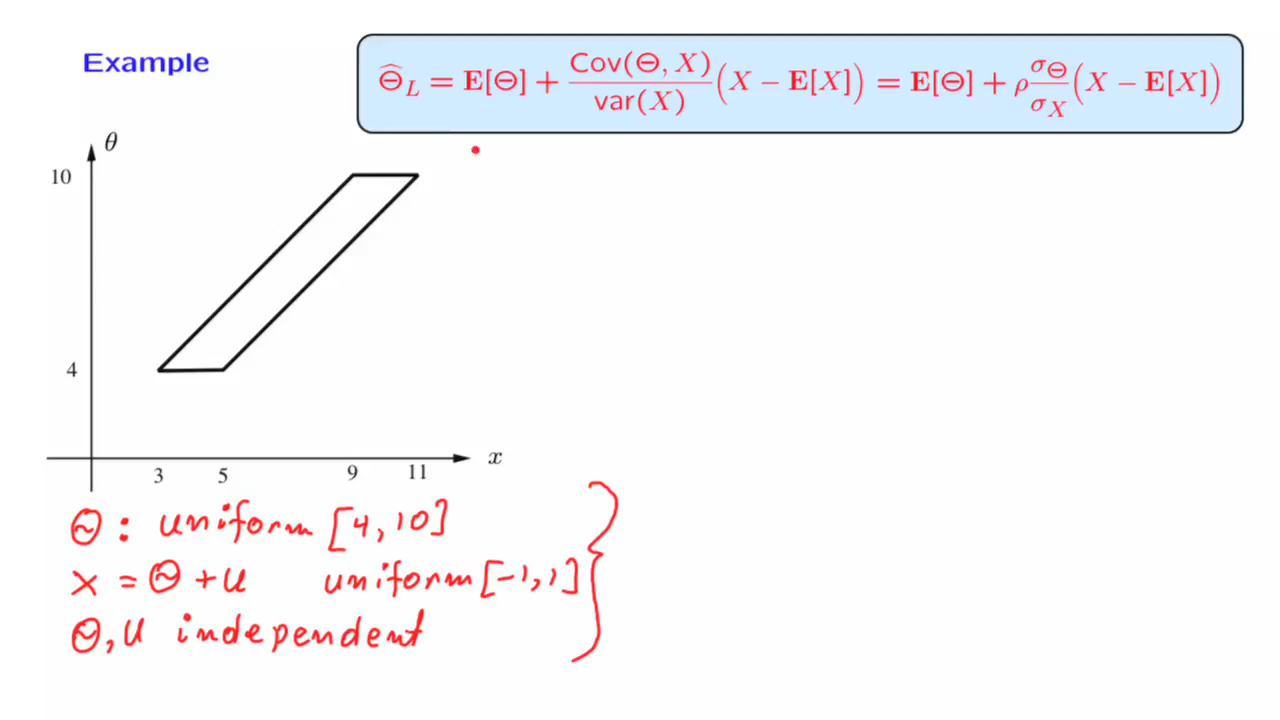 Example
Θ̂_L = E[Θ] + Cov(Θ, X)/var(X) (X − E[X]) = E[Θ] + ρ σ_Θ/σ_X (X − E[X])
θ
10
4
x
3 5 9 11
Θ : uniform [4, 10]
X = Θ + U uniform [-1, 1]
Θ, U independent